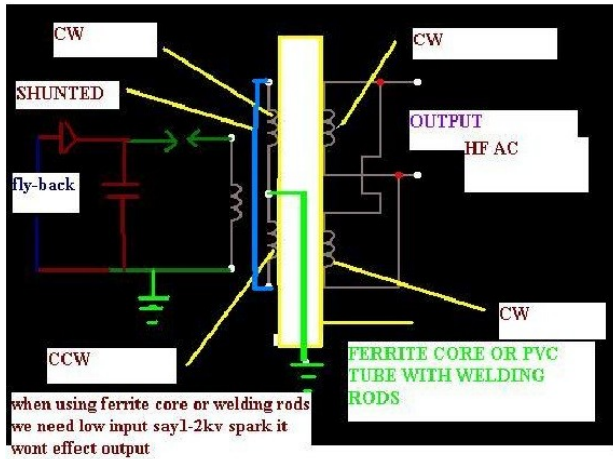 CW
CW
SHUNTED
OUTPUT
HF AC
fly-back
CW
CCW
FERRITE CORE OR PVC
TUBE WITH WELDING
RODS
when using ferrite core or welding rods
we need low input say1-2kv spark it
wont effect output